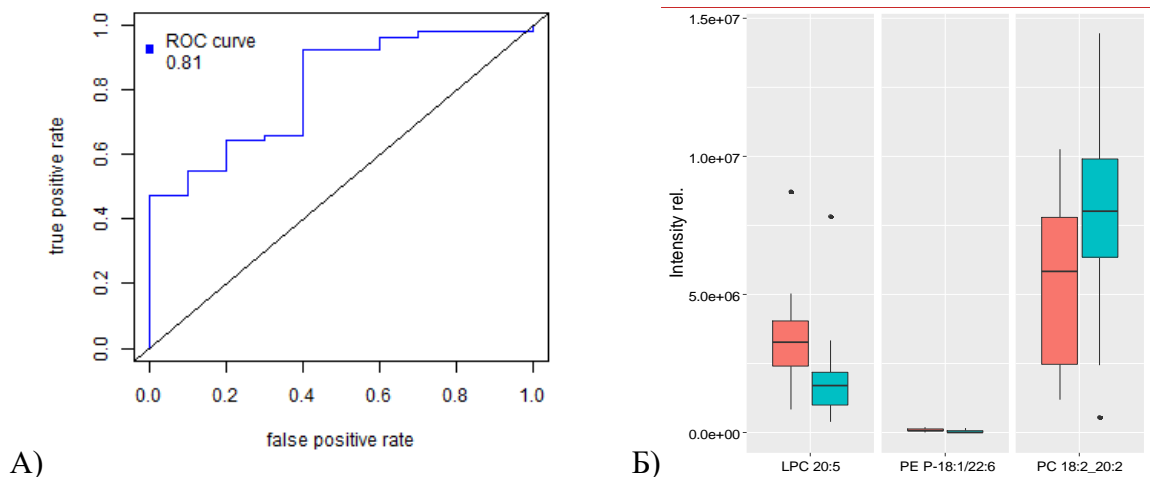 ROC curve
0.81
true positive rate
0.0
0.2
0.4
0.6
0.8
1.0
0.0 0.2 0.4 0.6 0.8 1.0
false positive rate
А)
Intensity rel.
1.5e+07
1.0e+07
5.0e+06
0.0e+00
LPC 20:5 PE P-18:1/22:6 PC 18:2_20:2
Б)